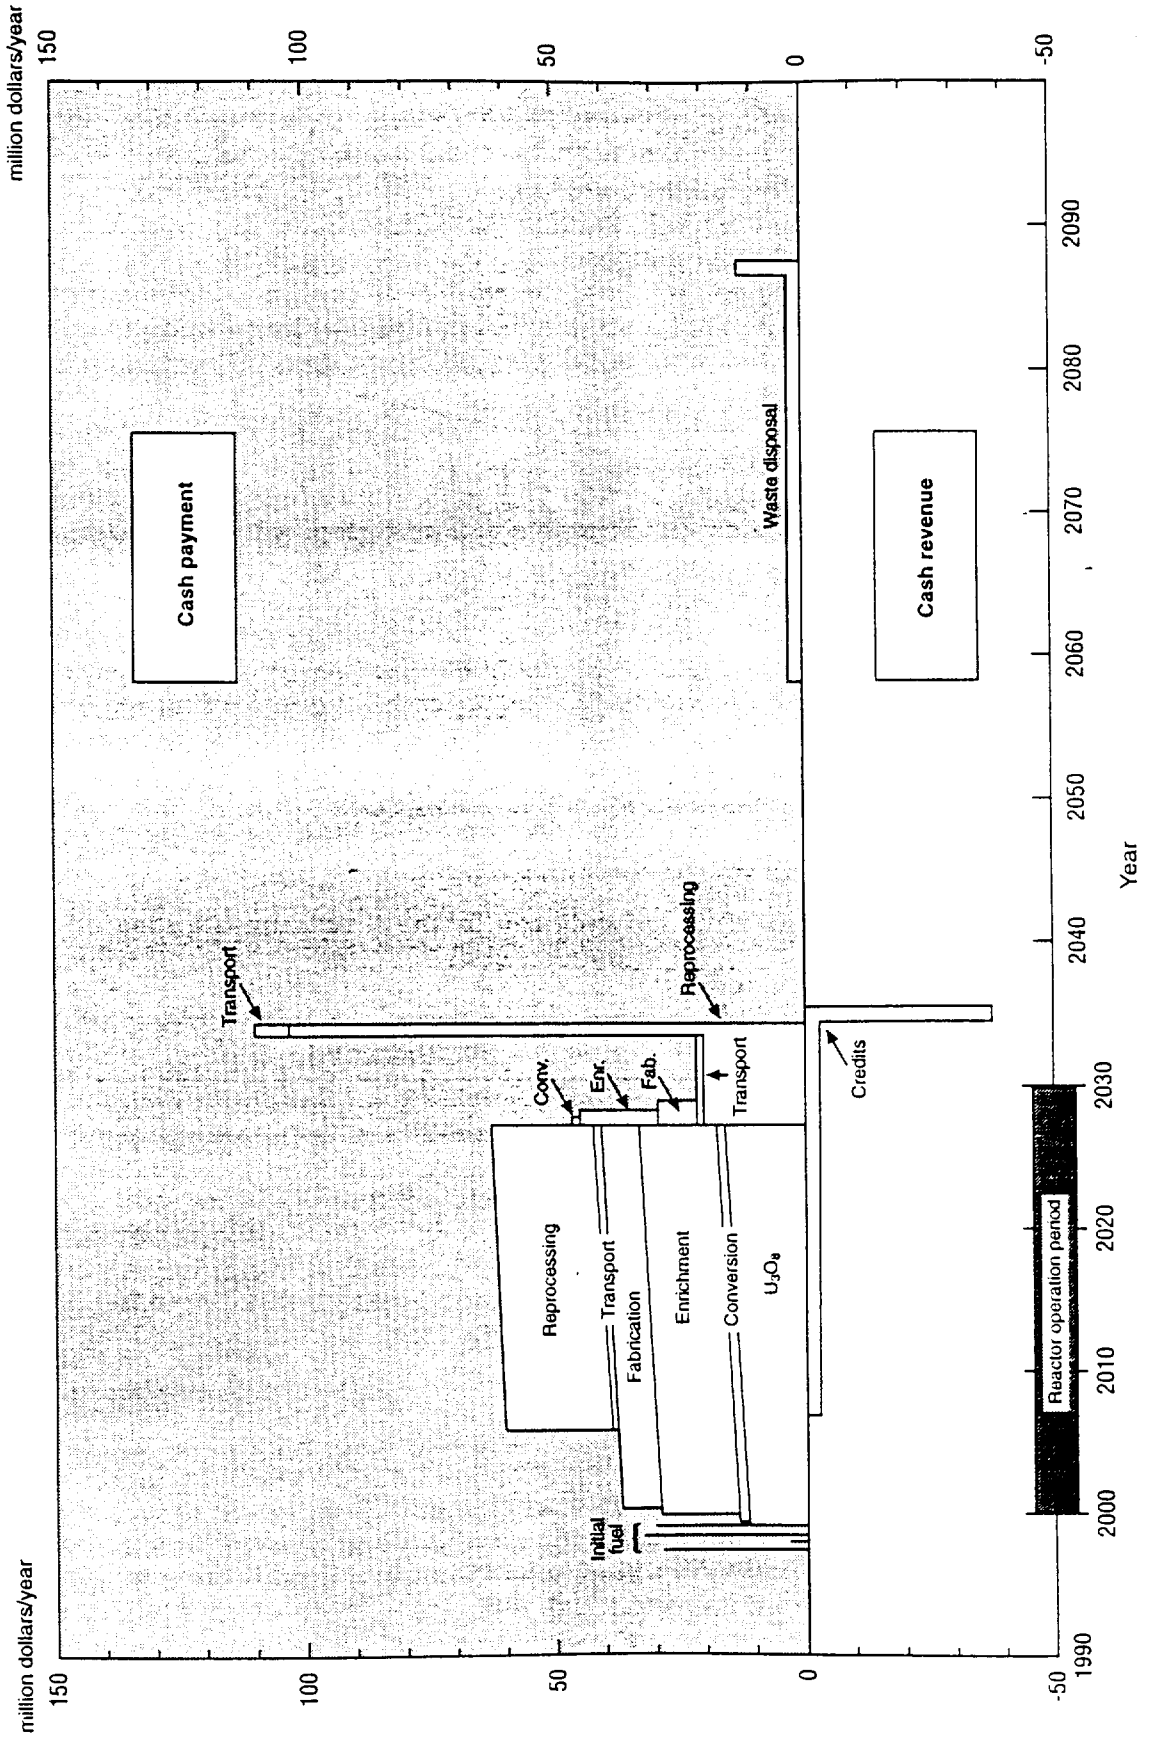 million dollars/year
million dollars/year
150
150
100
100
50
50
0
0
-50
-50
Cash payment
Cash revenue
Transport
Reprocessing
Conv.
Enr.
Fab.
Transport
Credits
Waste disposal
Initial
fuel
Reprocessing
Transport
Fabrication
Enrichment
Conversion
U₃O₈
Reactor operation period
1990
2000
2010
2020
2030
2040
2050
2060
2070
2080
2090
Year